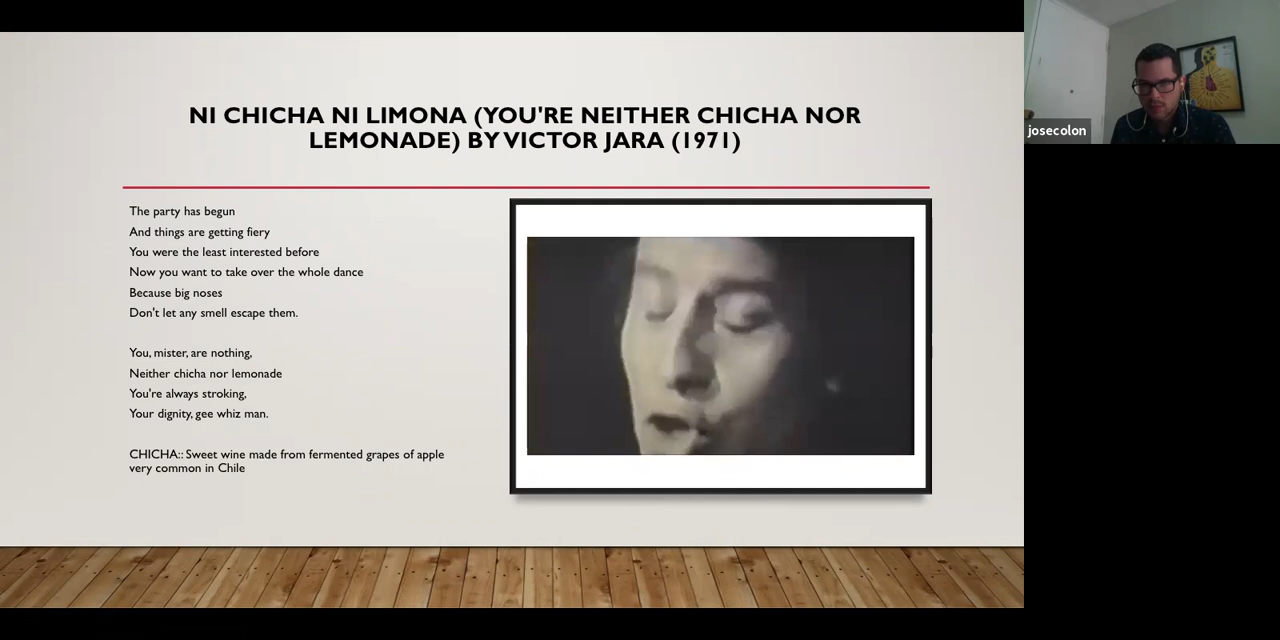 NI CHICHA NI LIMONA (YOU'RE NEITHER CHICHA NOR
LEMONADE) BY VICTOR JARA (1971)
The party has begun
And things are getting fiery
You were the least interested before
Now you want to take over the whole dance
Because big noses
Don't let any smell escape them.
You, mister, are nothing,
Neither chicha nor lemonade
You're always stroking,
Your dignity, gee whiz man.
CHICHA:: Sweet wine made from fermented grapes of apple
very common in Chile
josecolon